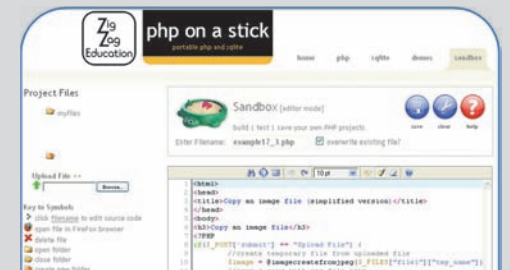 Zig
Zag
Education
php on a stick
portable php and sqlite
home php sqlite demos sandbox
Project Files
myFiles
Upload File
Browse...
Key to Symbols
click filename to edit source code
open file in FireFox browser
delete file
open folder
close folder
create new folder
Sandbox [editor mode]
build | test | save your own PHP projects.
save clear help
Enter Filename: example17_3.php overwrite existing file?
10 pt
1 <html>
2 <head>
3 <title>Copy an image file (simplified version)</title>
4 </head>
5 <body>
6 <h3>Copy an image file</h3>
7 <?PHP
8 if($_POST['submit'] == "Upload File") {
9 //create temporary file from uploaded file
10 $image = @imagecreatefromjpeg($_FILES["file1"]["tmp_name"]);